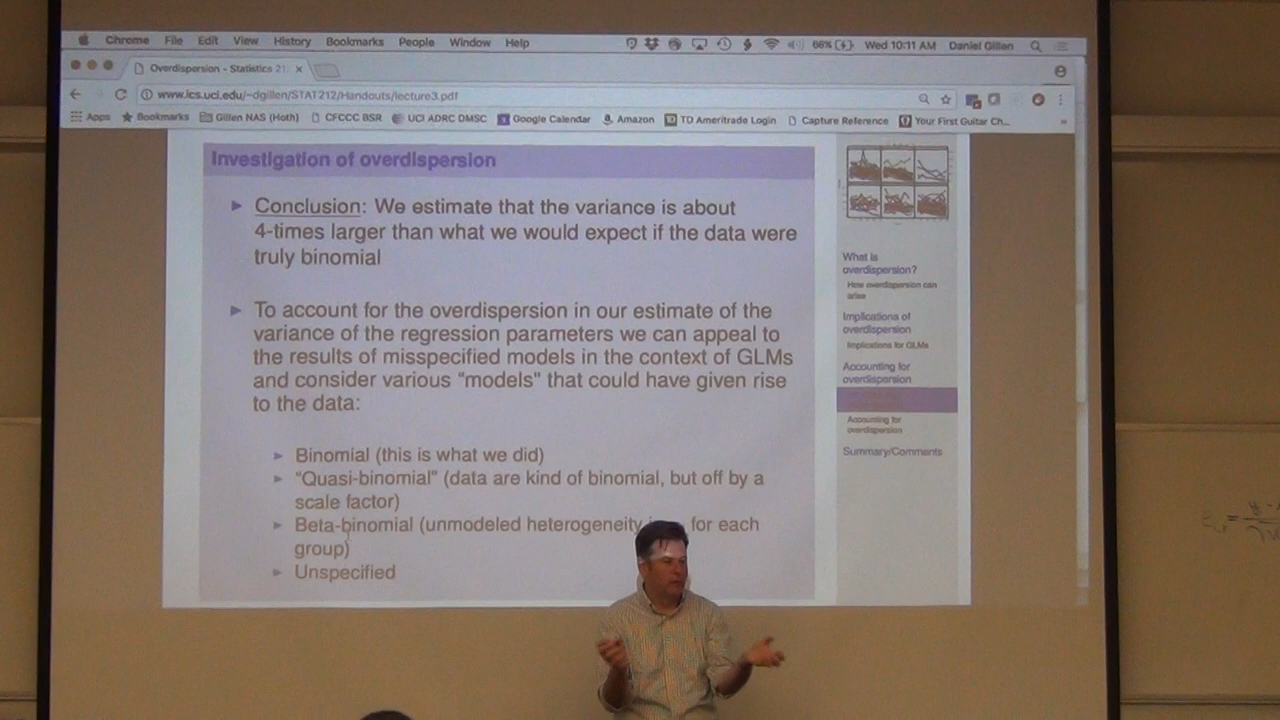 Chrome File Edit View History Bookmarks People Window Help 66% Wed 10:11 AM Daniel Gillen
Overdispersion - Statistics 21
www.ics.uci.edu/~dgillen/STAT212/Handouts/lecture3.pdf
Apps Bookmarks Gillen NAS (Hoth) CFCCC BSR UCI ADRC DMSC Google Calendar Amazon TD Ameritrade Login Capture Reference Your First Guitar Ch...
Investigation of overdispersion
Conclusion: We estimate that the variance is about
4-times larger than what we would expect if the data were
truly binomial
To account for the overdispersion in our estimate of the
variance of the regression parameters we can appeal to
the results of misspecified models in the context of GLMs
and consider various "models" that could have given rise
to the data:
Binomial (this is what we did)
"Quasi-binomial" (data are kind of binomial, but off by a
scale factor)
Beta-binomial (unmodeled heterogeneity for each
group)
Unspecified
What is
overdispersion?
How overdispersion can
arise
Implications of
overdispersion
Implications for GLMs
Accounting for
overdispersion
Accounting for
overdispersion
Summary/Comments